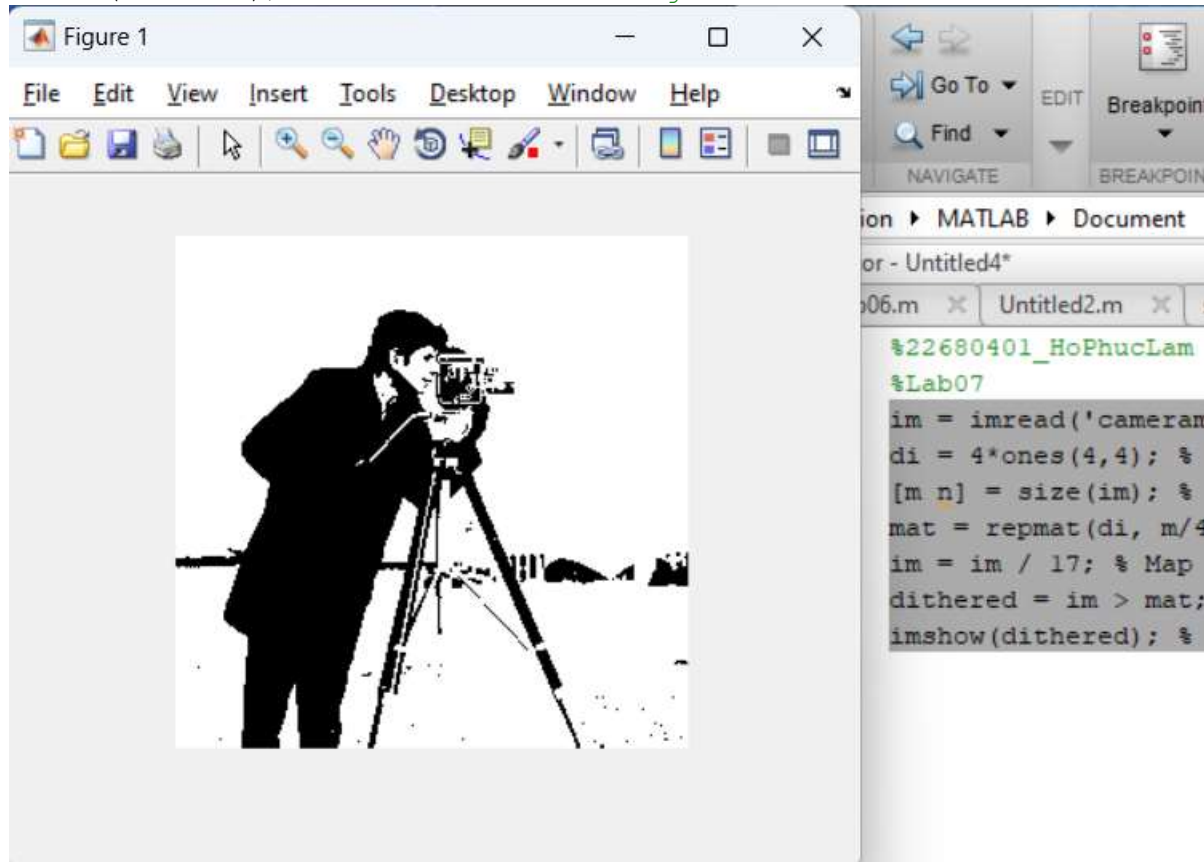 Figure 1
File Edit View Insert Tools Desktop Window Help
Go To
Find
NAVIGATE
EDIT
Breakpoin
BREAKPOIN
ion MATLAB Document
or - Untitled4*
06.m Untitled2.m
%22680401_HoPhucLam
%Lab07
im = imread('cameram
di = 4*ones(4,4); %
[m n] = size(im); %
mat = repmat(di, m/4
im = im / 17; % Map
dithered = im > mat;
imshow(dithered); %